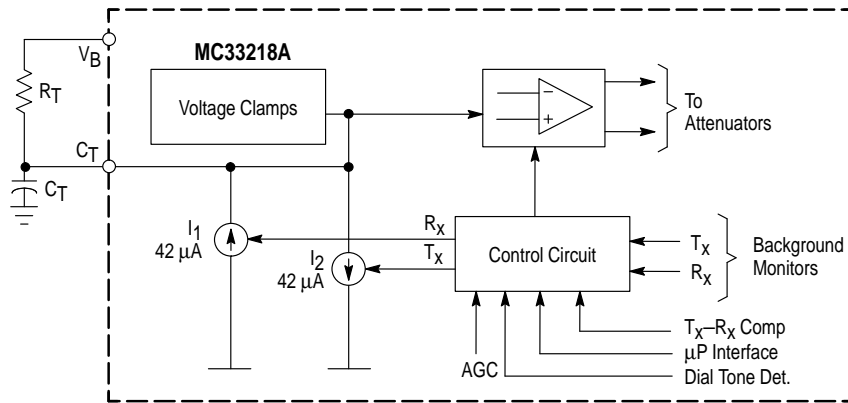 VB
MC33218A
RT
Voltage Clamps
To
Attenuators
CT
CT
I1
42 µA
RX
TX
I2
42 µA
Control Circuit
TX
RX
Background
Monitors
TX–RX Comp
µP Interface
AGC
Dial Tone Det.